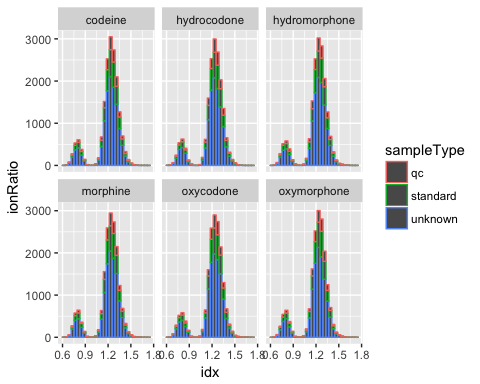 codeine hydrocodone hydromorphone
3000
2000
1000
0
morphine oxycodone oxymorphone
3000
2000
1000
0
0.6 0.9 1.2 1.5 1.8 0.6 0.9 1.2 1.5 1.8 0.6 0.9 1.2 1.5 1.8
idx
ionRatio
sampleType
qc
standard
unknown